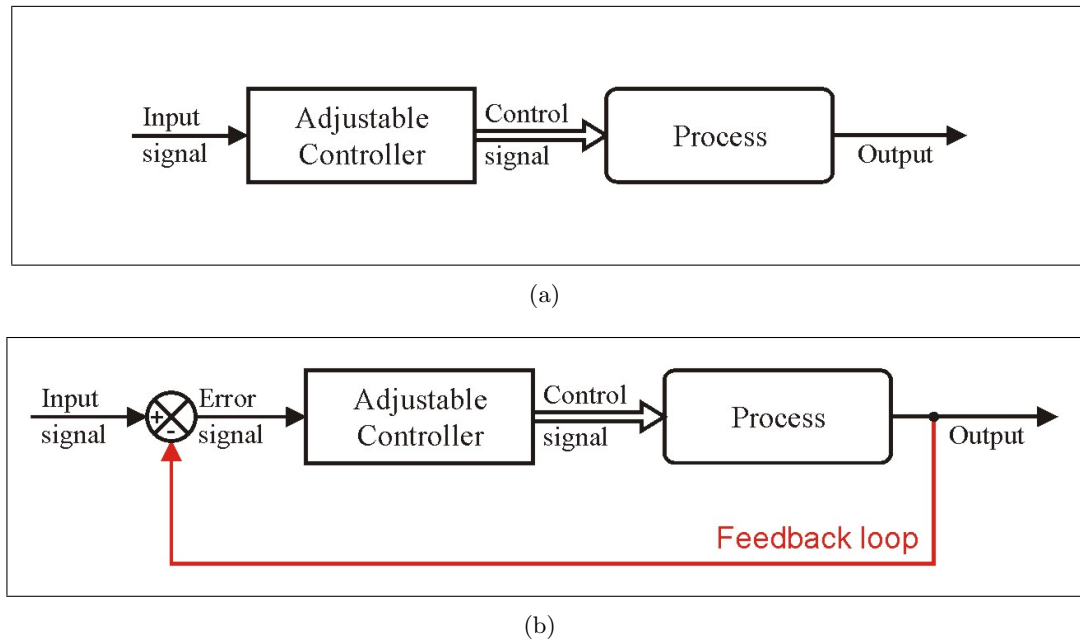 Input
signal
Adjustable
Controller
Control
signal
Process
Output
(a)
Input
signal
+
-
Error
signal
Adjustable
Controller
Control
signal
Process
Output
Feedback loop
(b)